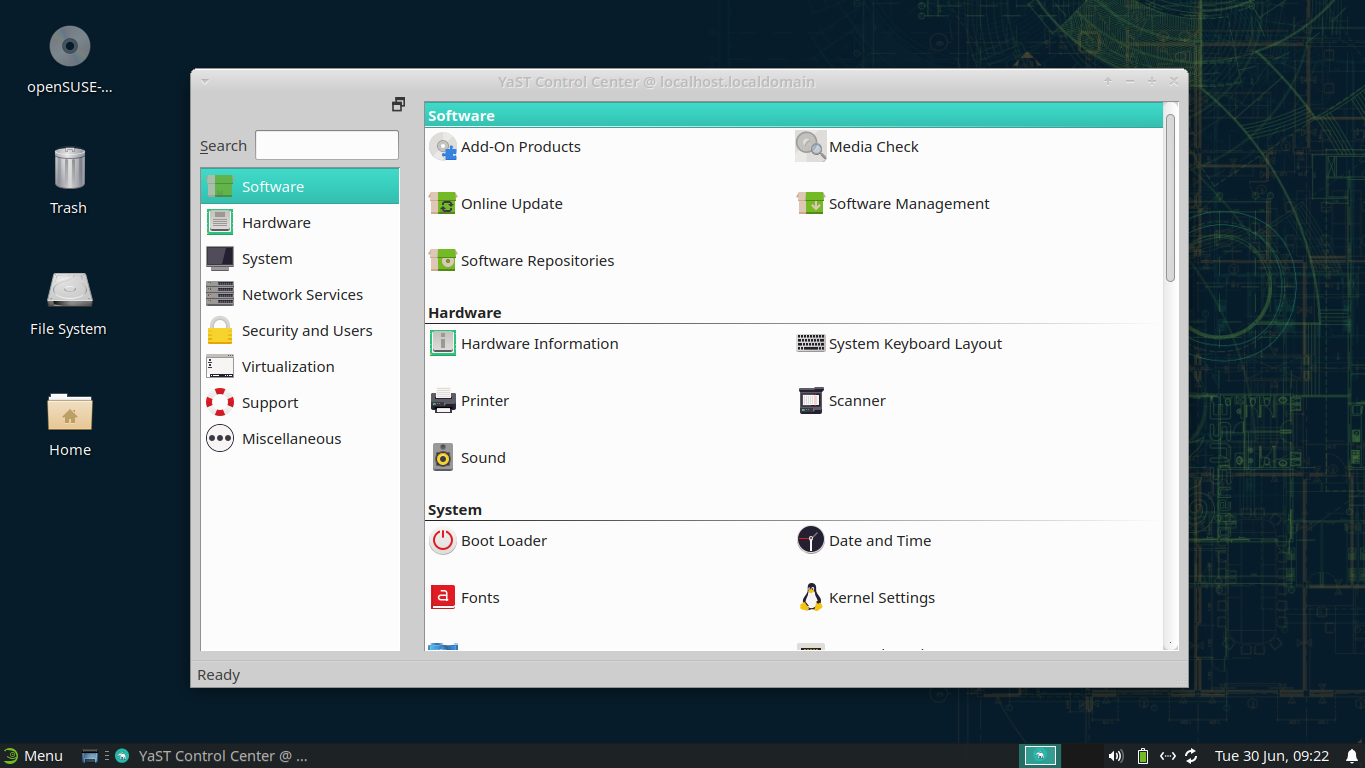 openSUSE-...
Trash
File System
Home
YaST Control Center @ localhost.localdomain
Search
Software
Hardware
System
Network Services
Security and Users
Virtualization
Support
Miscellaneous
Software
Add-On Products
Media Check
Online Update
Software Management
Software Repositories
Hardware
Hardware Information
System Keyboard Layout
Printer
Scanner
Sound
System
Boot Loader
Date and Time
Fonts
Kernel Settings
Ready
Menu
YaST Control Center @ ...
Tue 30 Jun, 09:22